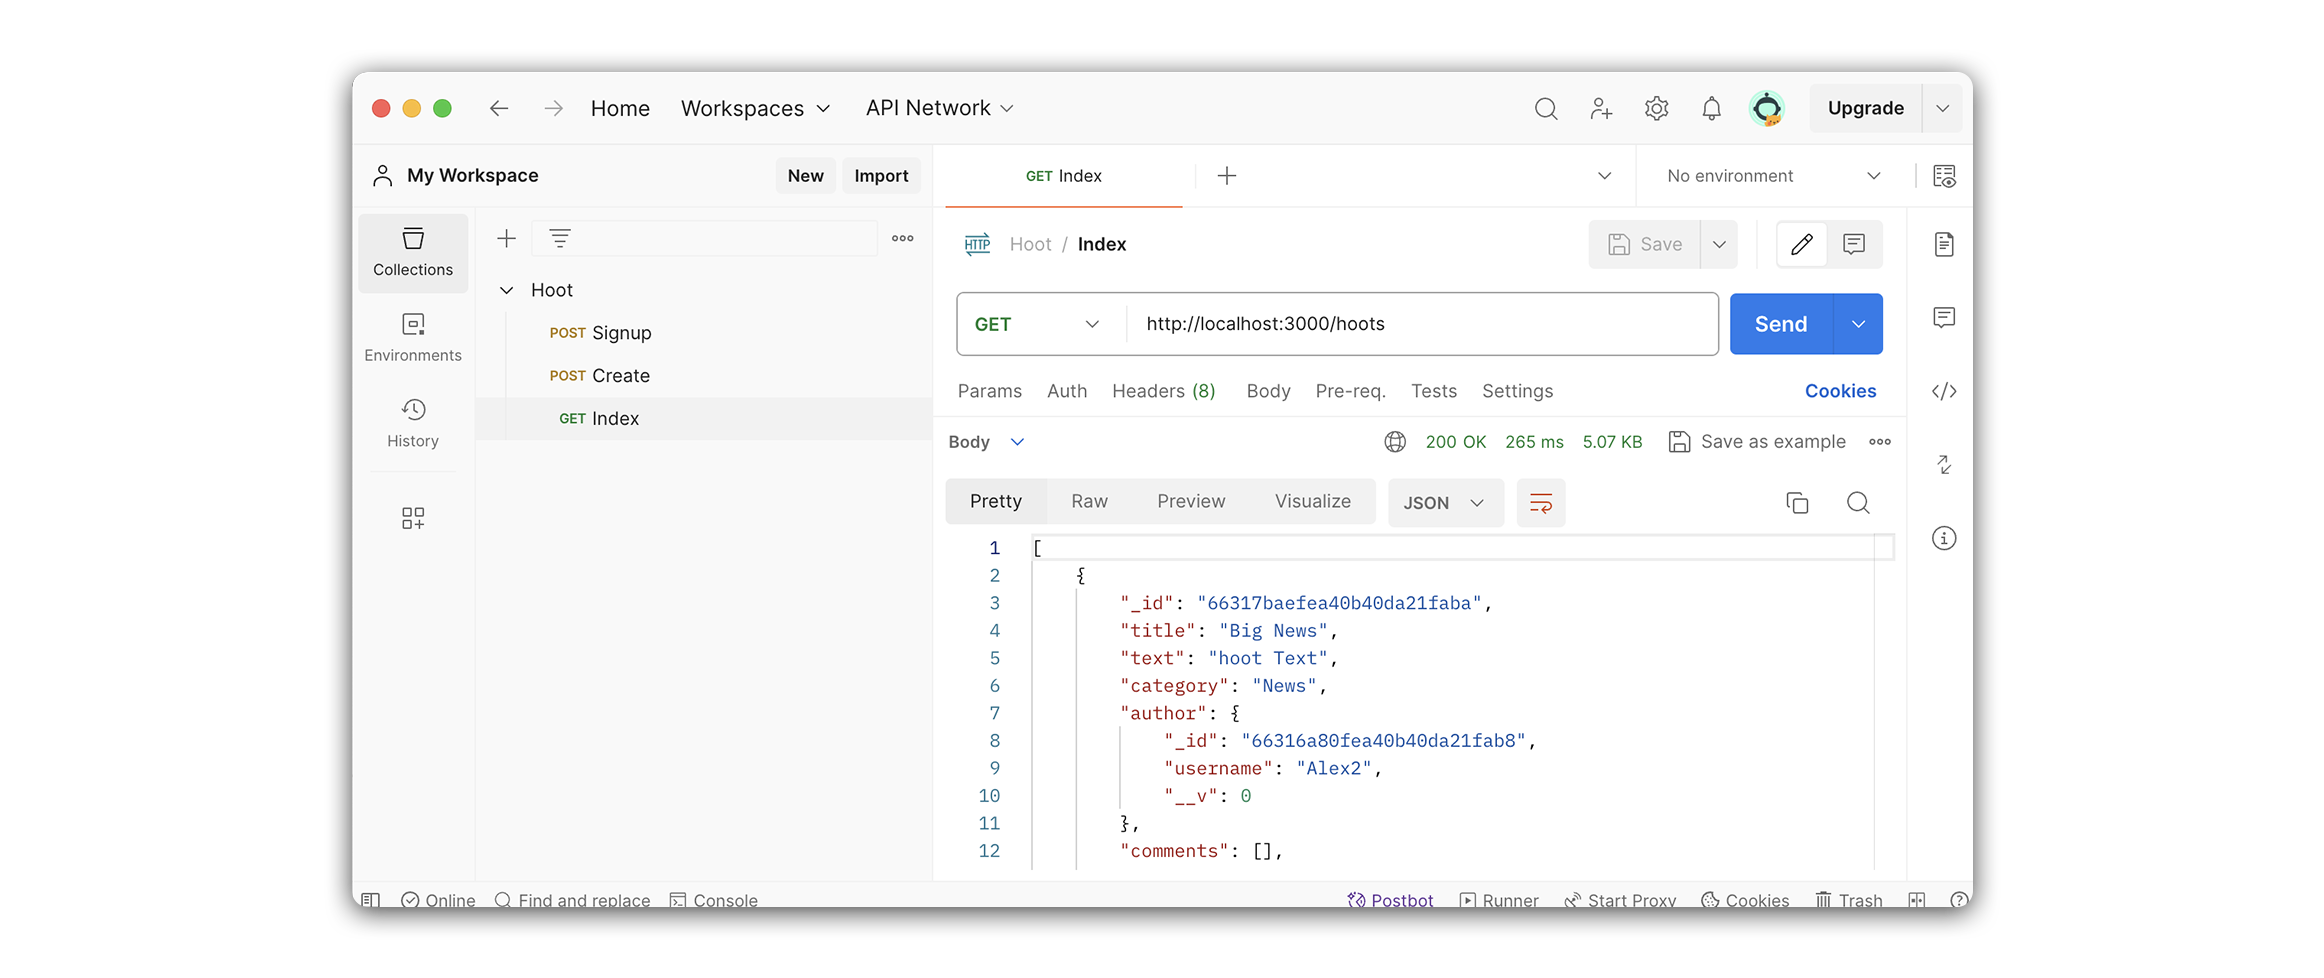 Home Workspaces API Network Upgrade
My Workspace New Import
GET Index No environment
Collections
Environments
History
Hoot
POST Signup
POST Create
GET Index
HTTP Hoot / Index Save
GET http://localhost:3000/hoots Send
Params Auth Headers (8) Body Pre-req. Tests Settings Cookies
Body 200 OK 265 ms 5.07 KB Save as example
Pretty Raw Preview Visualize JSON
1 [
2 {
3 "_id": "66317baefea40b40da21faba",
4 "title": "Big News",
5 "text": "hoot Text",
6 "category": "News",
7 "author": {
8 "_id": "66316a80fea40b40da21fab8",
9 "username": "Alex2",
10 "__v": 0
11 },
12 "comments": [],
Online Find and replace Console Postbot Runner Start Proxy Cookies Trash